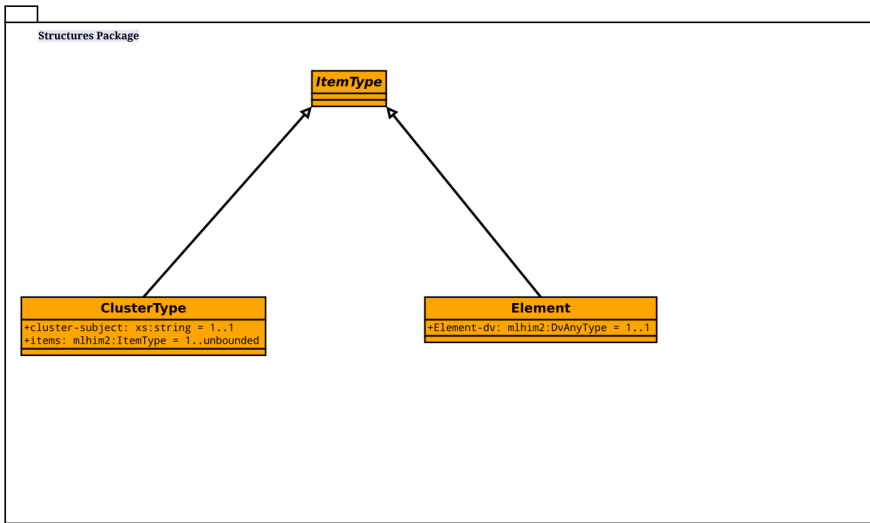 Structures Package
ItemType
ClusterType
+cluster-subject: xs:string = 1..1
+items: mlhim2:ItemType = 1..unbounded
Element
+Element-dv: mlhim2:DvAnyType = 1..1